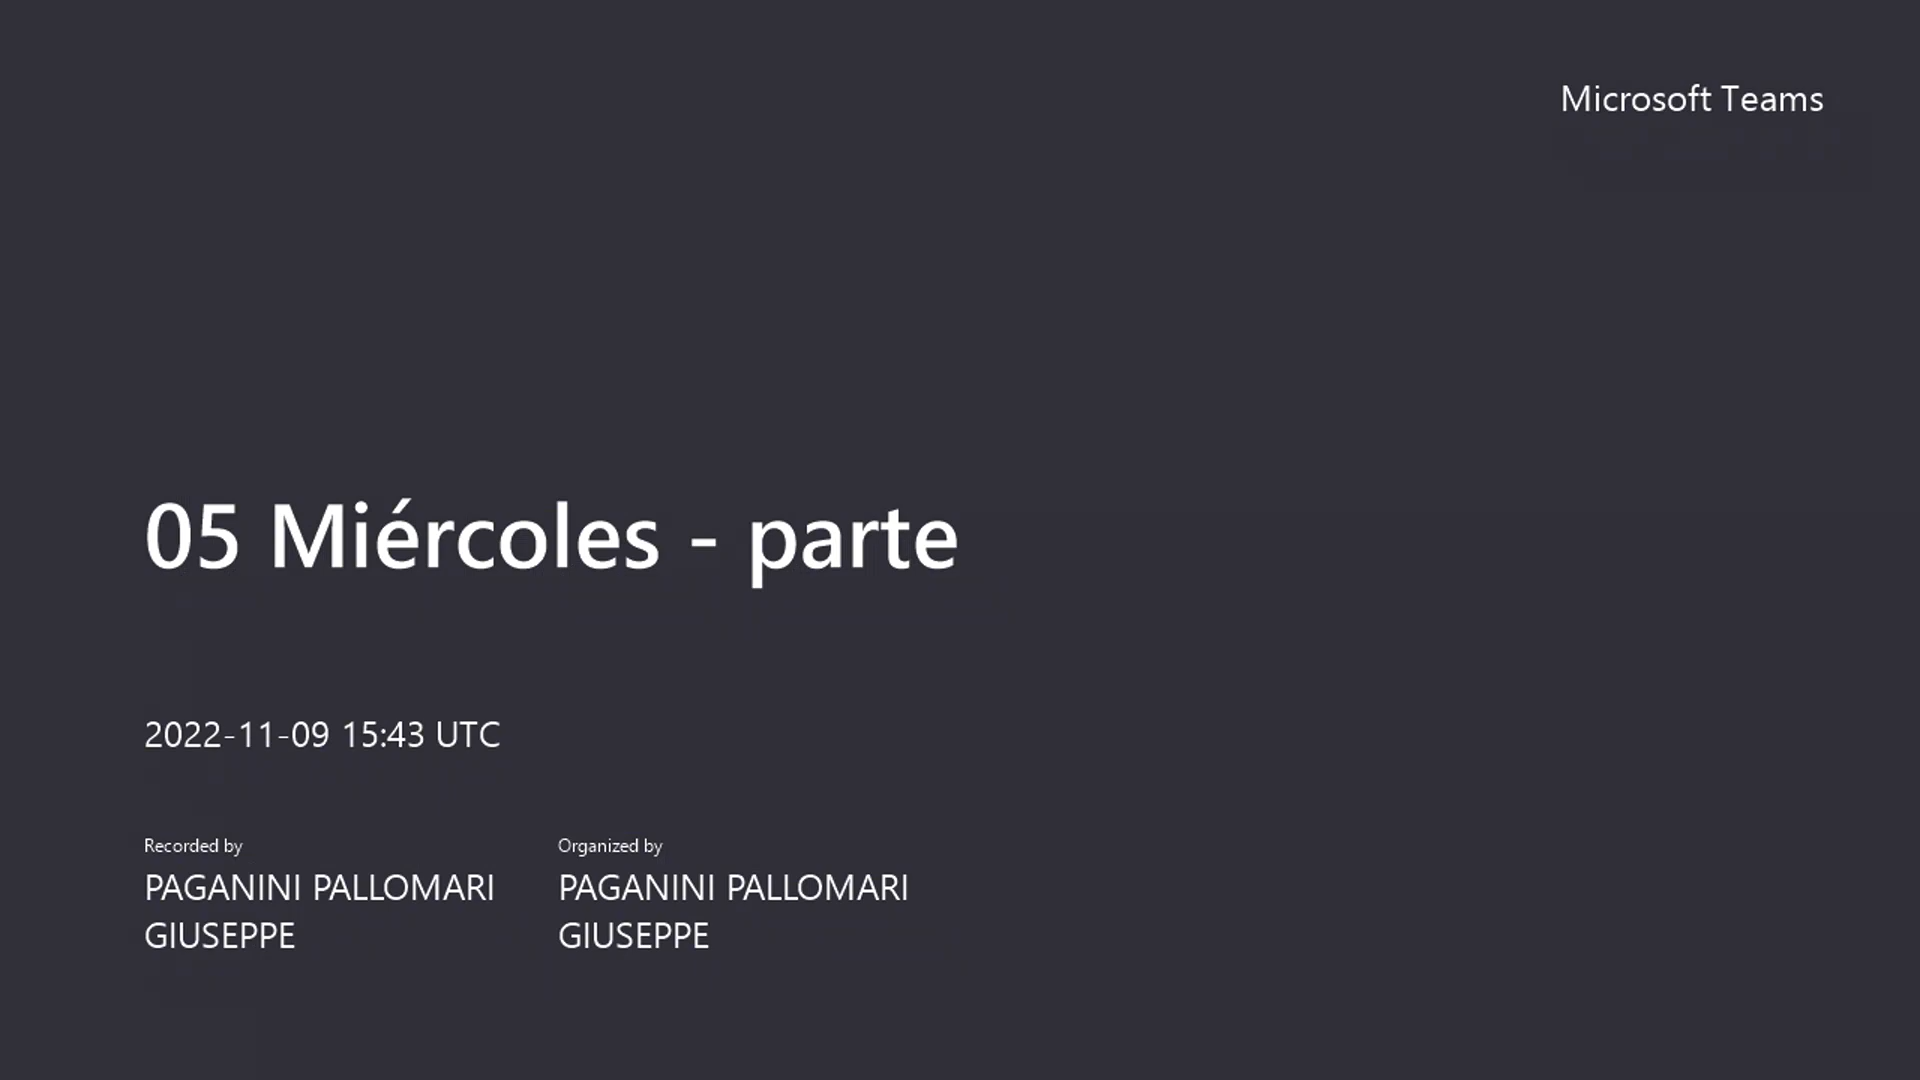 Microsoft Teams
05 Miércoles - parte
2022-11-09 15:43 UTC
Recorded by
PAGANINI PALLOMARI
GIUSEPPE
Organized by
PAGANINI PALLOMARI
GIUSEPPE